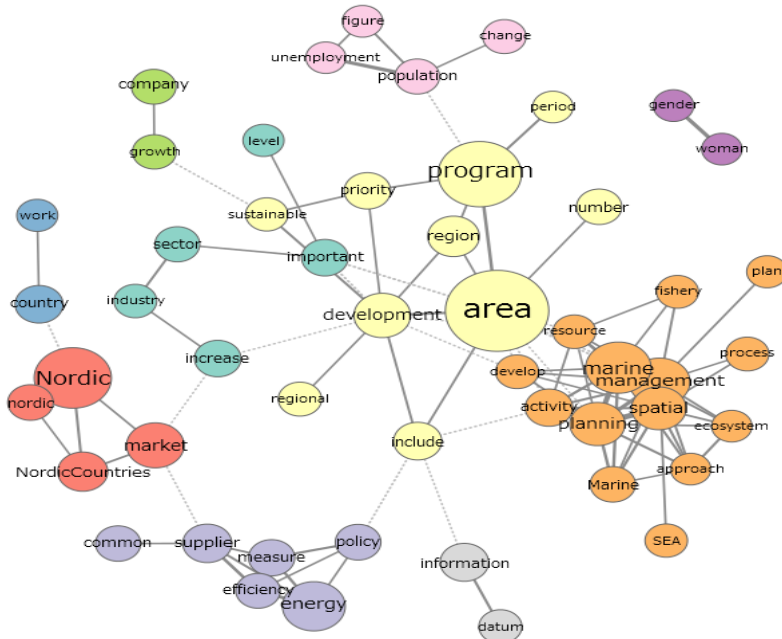 figure
change
unemployment
population
company
period
gender
growth
level
woman
program
priority
sustainable
number
work
region
sector
important
plan
fishery
industry
country
area
development
resource
increase
process
marine
develop
management
Nordic
regional
nordic
activity
spatial
planning
ecosystem
market
include
NordicCountries
approach
Marine
common
supplier
policy
SEA
measure
information
efficiency
energy
datum